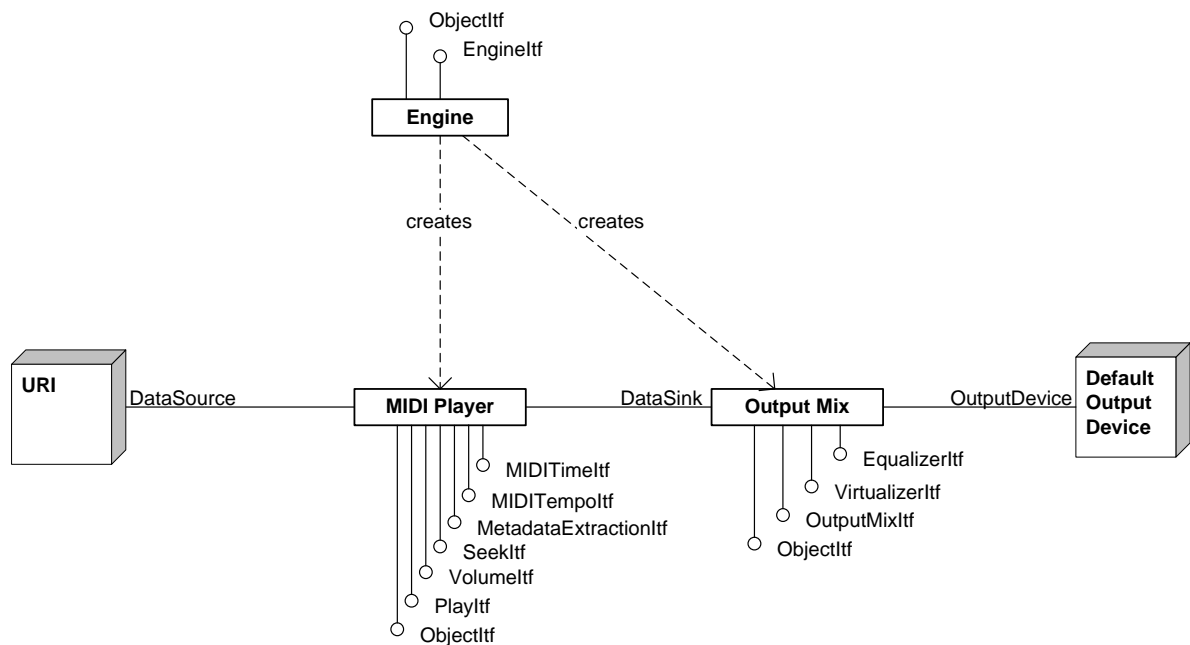 ObjectItf
EngineItf
Engine
creates
creates
URI
DataSource
MIDI Player
DataSink
Output Mix
OutputDevice
Default
Output
Device
MIDITimeItf
MIDITempoItf
MetadataExtractionItf
SeekItf
VolumeItf
PlayItf
ObjectItf
EqualizerItf
VirtualizerItf
OutputMixItf
ObjectItf